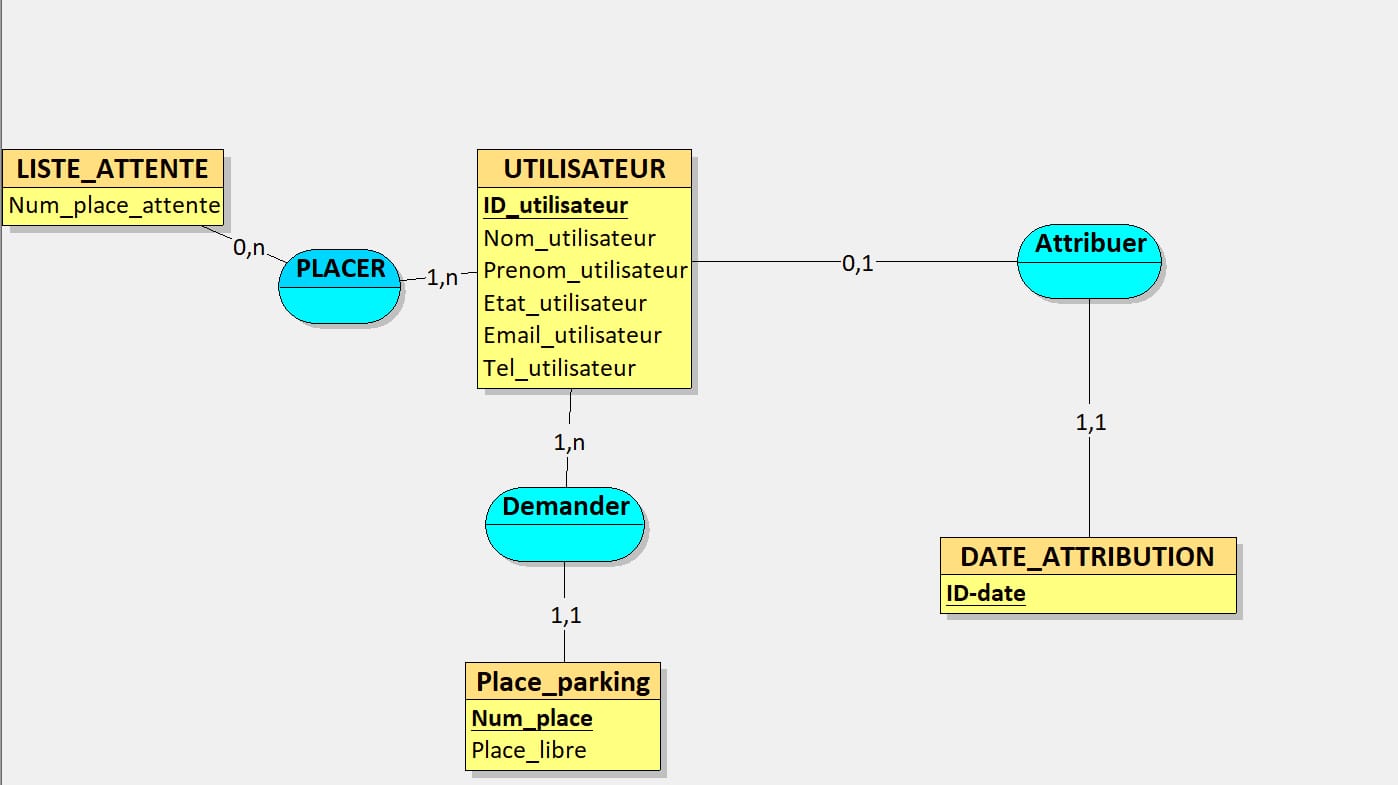 LISTE_ATTENTE
Num_place_attente
0,n
PLACER
1,n
UTILISATEUR
ID_utilisateur
Nom_utilisateur
Prenom_utilisateur
Etat_utilisateur
Email_utilisateur
Tel_utilisateur
0,1
Attribuer
1,1
DATE_ATTRIBUTION
ID-date
1,n
Demander
1,1
Place_parking
Num_place
Place_libre